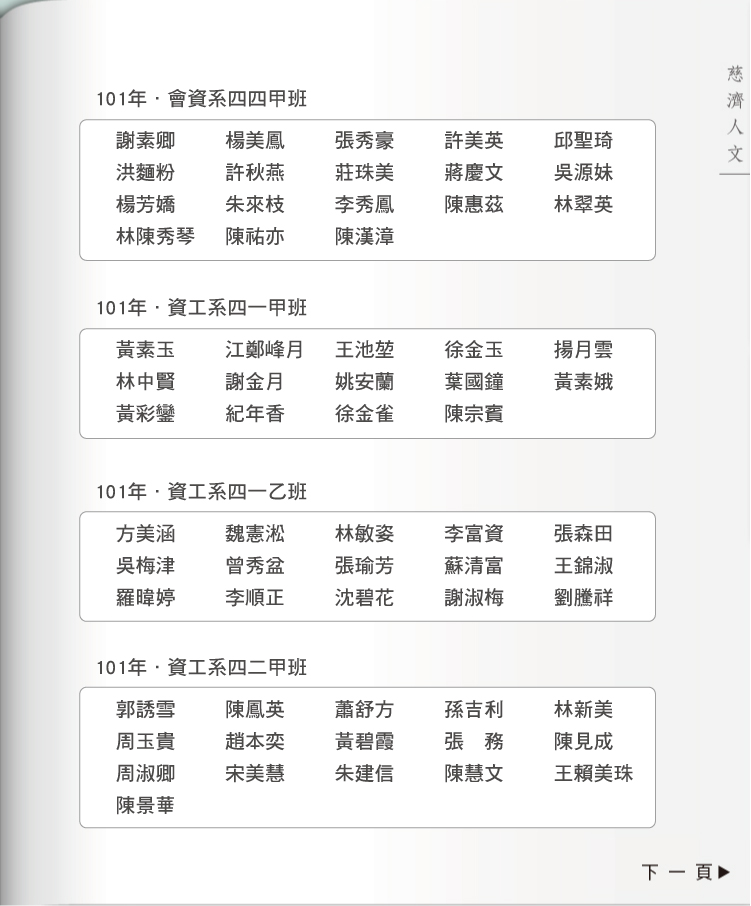 慈濟人文
101年．會資系四四甲班
謝素卿 楊美鳳 張秀豪 許美英 邱聖琦
洪麵粉 許秋燕 莊珠美 蔣慶文 吳源妹
楊芳嬌 朱來枝 李秀鳳 陳惠茲 林翠英
林陳秀琴 陳祐亦 陳漢漳
101年．資工系四一甲班
黃素玉 江鄭峰月 王池堃 徐金玉 揚月雲
林中賢 謝金月 姚安蘭 葉國鐘 黃素娥
黃彩鑾 紀年香 徐金雀 陳宗賓
101年．資工系四一乙班
方美涵 魏憲淞 林敏姿 李富資 張森田
吳梅津 曾秀盆 張瑜芳 蘇清富 王錦淑
羅暐婷 李順正 沈碧花 謝淑梅 劉騰祥
101年．資工系四二甲班
郭誘雪 陳鳳英 蕭舒方 孫吉利 林新美
周玉貴 趙本奕 黃碧霞 張　務 陳見成
周淑卿 宋美慧 朱建信 陳慧文 王賴美珠
陳景華
下一頁▶